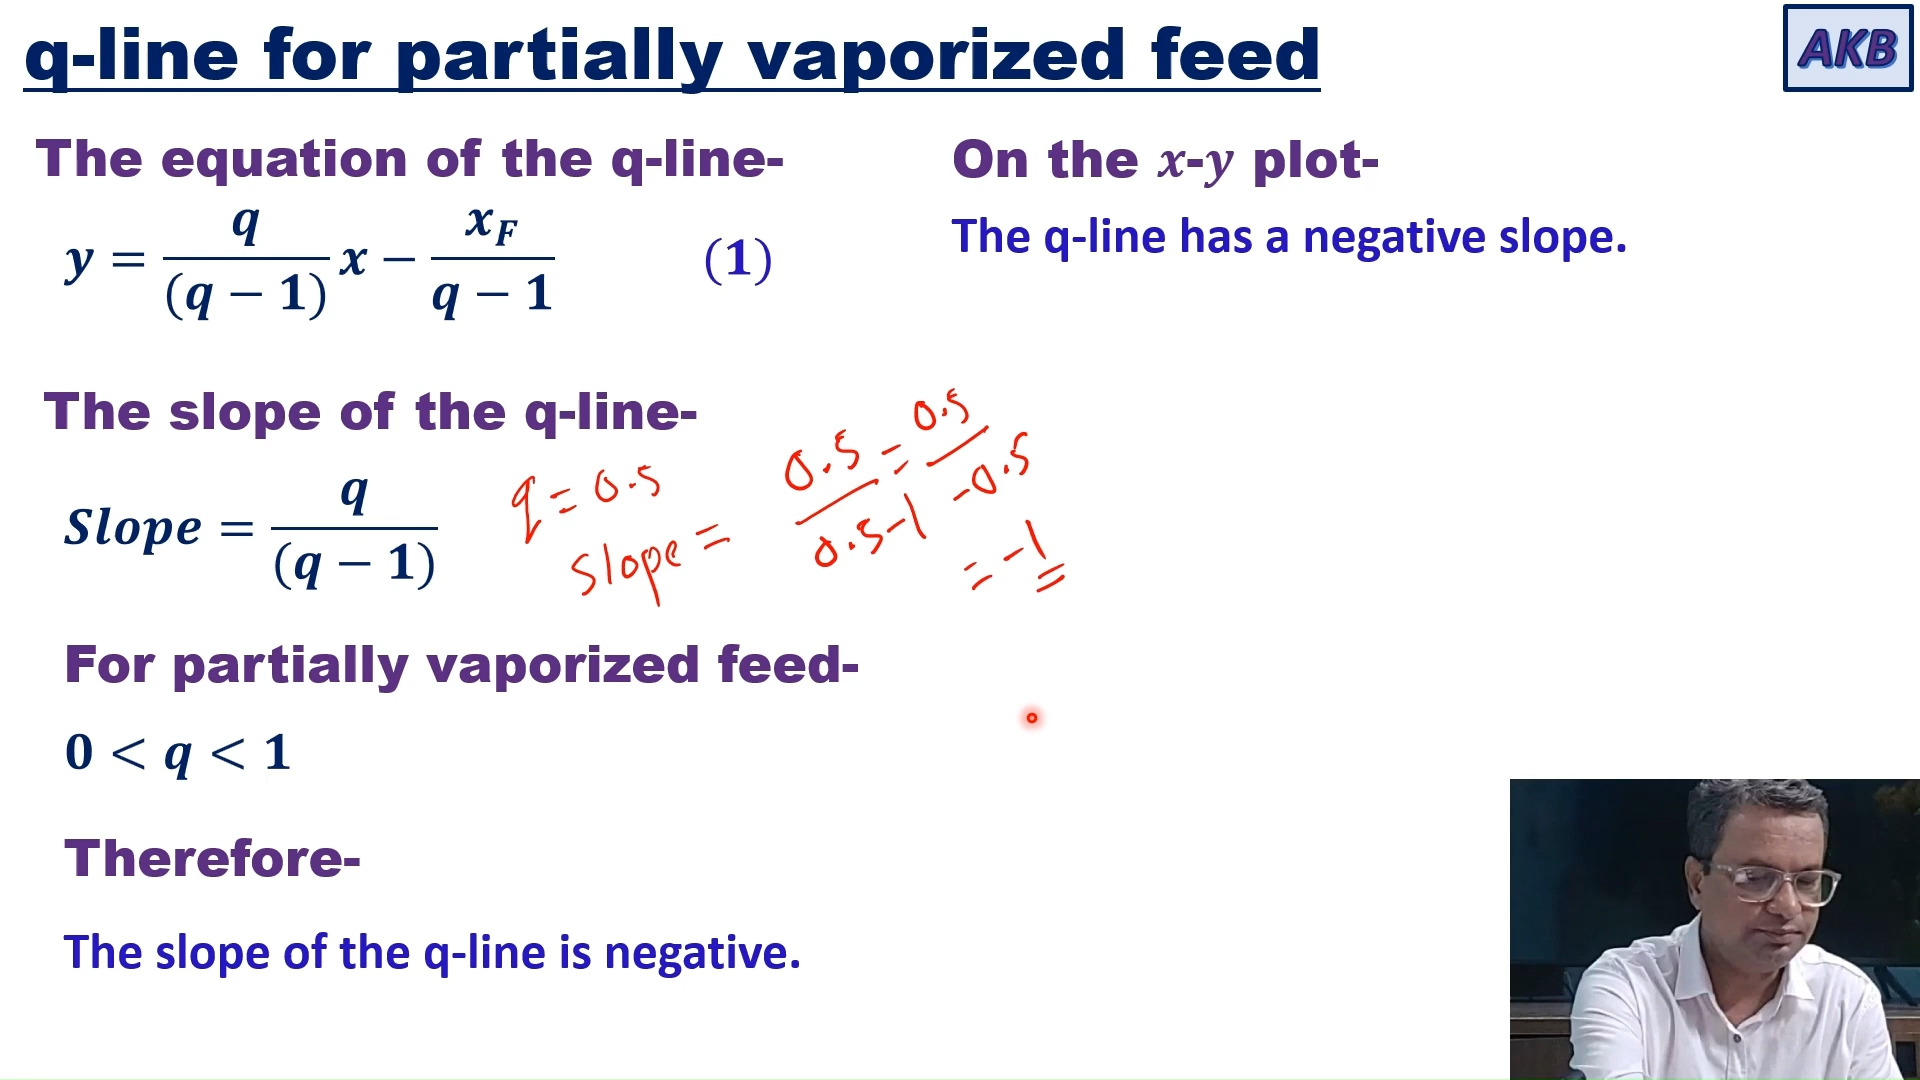 q-line for partially vaporized feed
AKB
The equation of the q-line-
y = q/(q − 1) x − x_F/q − 1 (1)
The slope of the q-line-
Slope = q/(q − 1)
q = 0.5
slope = 0.5/0.5-1 = 0.5/-0.5
= -1
For partially vaporized feed-
0 < q < 1
Therefore-
The slope of the q-line is negative.
On the x-y plot-
The q-line has a negative slope.